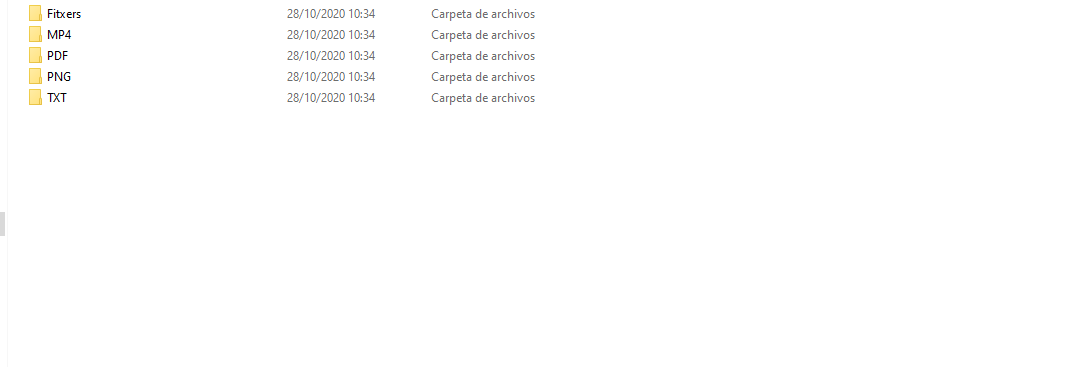 Fitxers 28/10/2020 10:34 Carpeta de archivos
MP4 28/10/2020 10:34 Carpeta de archivos
PDF 28/10/2020 10:34 Carpeta de archivos
PNG 28/10/2020 10:34 Carpeta de archivos
TXT 28/10/2020 10:34 Carpeta de archivos